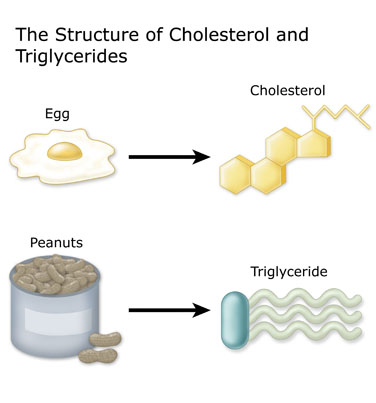 The Structure of Cholesterol and
Triglycerides
Cholesterol
Egg
Peanuts
Triglyceride